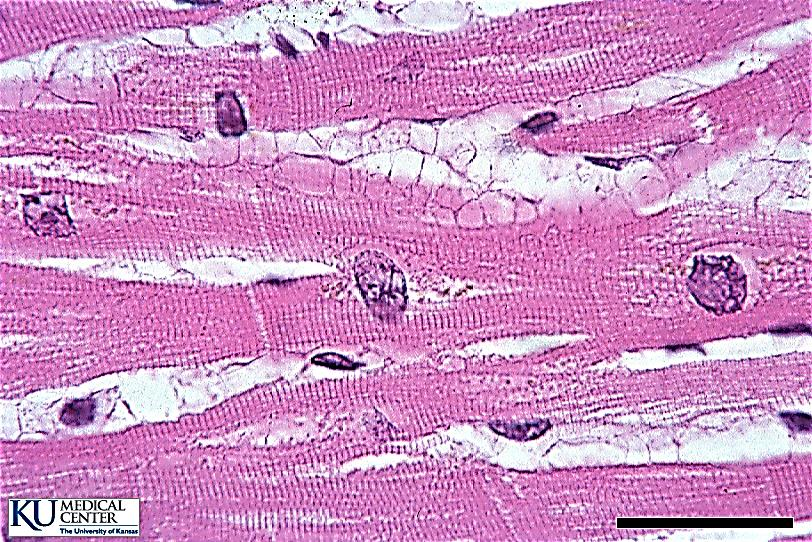 KU MEDICAL
CENTER
The University of Kansas